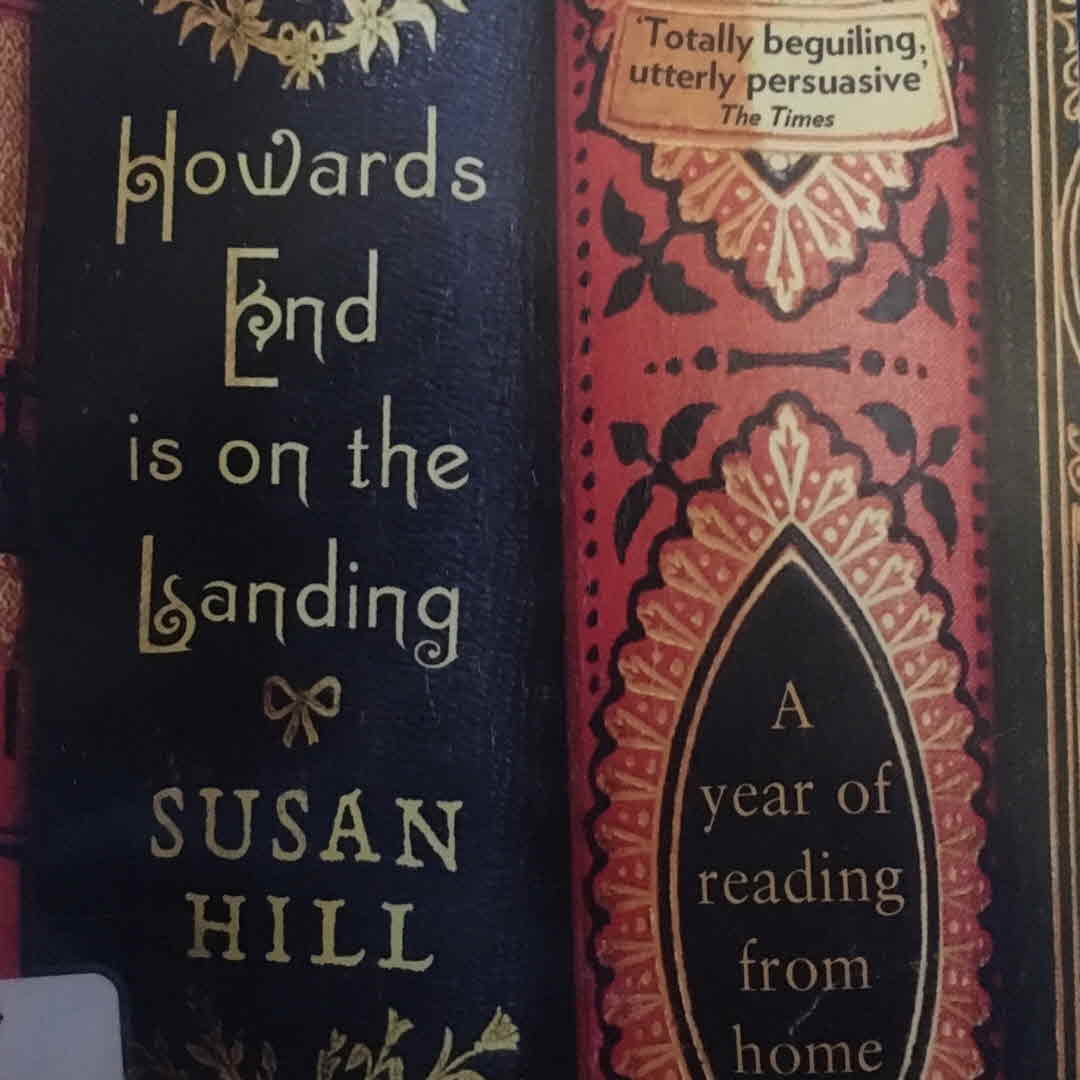 Howards
End
is on the
Landing
SUSAN
HILL
'Totally beguiling,
utterly persuasive'
The Times
A
year of
reading
from
home